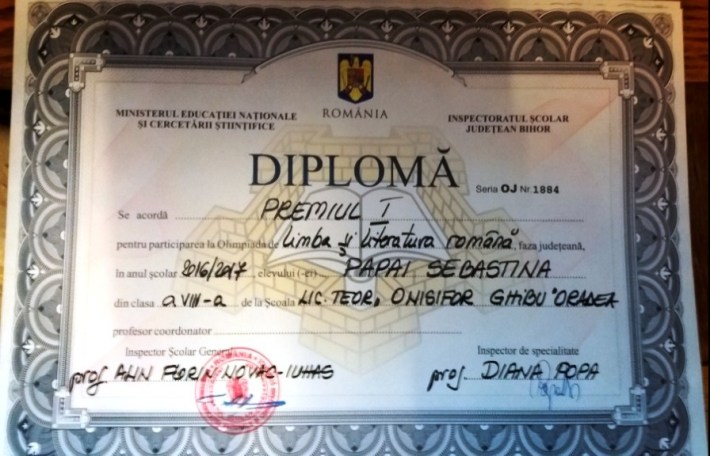 ROMÂNIA
MINISTERUL EDUCAȚIEI NAȚIONALE
ȘI CERCETĂRII ȘTIINȚIFICE
INSPECTORATUL ȘCOLAR
JUDEȚEAN BIHOR
DIPLOMĂ
Seria OJ Nr. 1884
Se acordă PREMIUL I
pentru participarea la Olimpiada de Limba și Literatura română, faza județeană,
în anul școlar 2016/2017, elevului (-ei) PAPAI SEBASTINA
din clasa a VIII-a de la Școala LIC. TEOR. ONISIFOR GHIBU" ORADEA
profesor coordonator
Inspector Școlar General Inspector de specialitate
prof ALIN FLORIN NOVAC-IUHAS prof. DIANA POPA